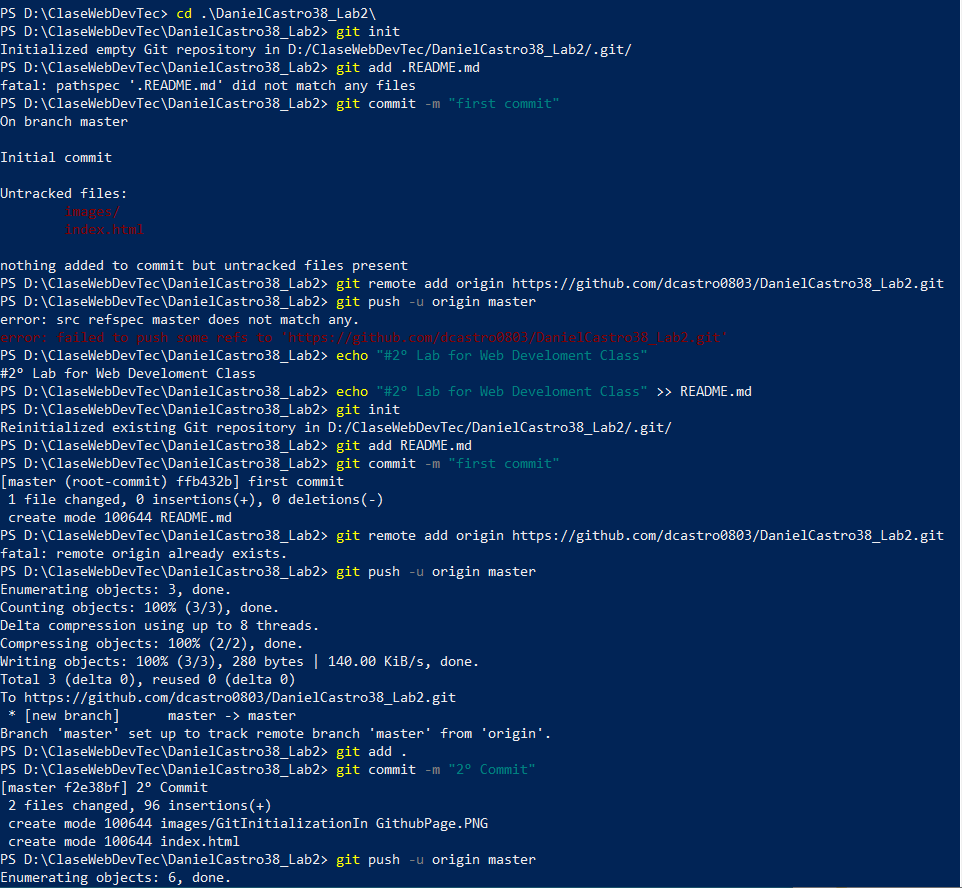 PS D:\ClaseWebDevTec> cd .\DanielCastro38_Lab2\
PS D:\ClaseWebDevTec\DanielCastro38_Lab2> git init
Initialized empty Git repository in D:/ClaseWebDevTec/DanielCastro38_Lab2/.git/
PS D:\ClaseWebDevTec\DanielCastro38_Lab2> git add .README.md
fatal: pathspec '.README.md' did not match any files
PS D:\ClaseWebDevTec\DanielCastro38_Lab2> git commit -m "first commit"
On branch master
Initial commit
Untracked files:
images/
index.html
nothing added to commit but untracked files present
PS D:\ClaseWebDevTec\DanielCastro38_Lab2> git remote add origin https://github.com/dcastro0803/DanielCastro38_Lab2.git
PS D:\ClaseWebDevTec\DanielCastro38_Lab2> git push -u origin master
error: src refspec master does not match any.
error: failed to push some refs to 'https://github.com/dcastro0803/DanielCastro38_Lab2.git'
PS D:\ClaseWebDevTec\DanielCastro38_Lab2> echo "#2° Lab for Web Develoment Class"
#2° Lab for Web Develoment Class
PS D:\ClaseWebDevTec\DanielCastro38_Lab2> echo "#2° Lab for Web Develoment Class" >> README.md
PS D:\ClaseWebDevTec\DanielCastro38_Lab2> git init
Reinitialized existing Git repository in D:/ClaseWebDevTec/DanielCastro38_Lab2/.git/
PS D:\ClaseWebDevTec\DanielCastro38_Lab2> git add README.md
PS D:\ClaseWebDevTec\DanielCastro38_Lab2> git commit -m "first commit"
[master (root-commit) ffb432b] first commit
1 file changed, 0 insertions(+), 0 deletions(-)
create mode 100644 README.md
PS D:\ClaseWebDevTec\DanielCastro38_Lab2> git remote add origin https://github.com/dcastro0803/DanielCastro38_Lab2.git
fatal: remote origin already exists.
PS D:\ClaseWebDevTec\DanielCastro38_Lab2> git push -u origin master
Enumerating objects: 3, done.
Counting objects: 100% (3/3), done.
Delta compression using up to 8 threads.
Compressing objects: 100% (2/2), done.
Writing objects: 100% (3/3), 280 bytes | 140.00 KiB/s, done.
Total 3 (delta 0), reused 0 (delta 0)
To https://github.com/dcastro0803/DanielCastro38_Lab2.git
* [new branch] master -> master
Branch 'master' set up to track remote branch 'master' from 'origin'.
PS D:\ClaseWebDevTec\DanielCastro38_Lab2> git add .
PS D:\ClaseWebDevTec\DanielCastro38_Lab2> git commit -m "2° Commit"
[master f2e38bf] 2° Commit
2 files changed, 96 insertions(+)
create mode 100644 images/GitInitializationIn GithubPage.PNG
create mode 100644 index.html
PS D:\ClaseWebDevTec\DanielCastro38_Lab2> git push -u origin master
Enumerating objects: 6, done.